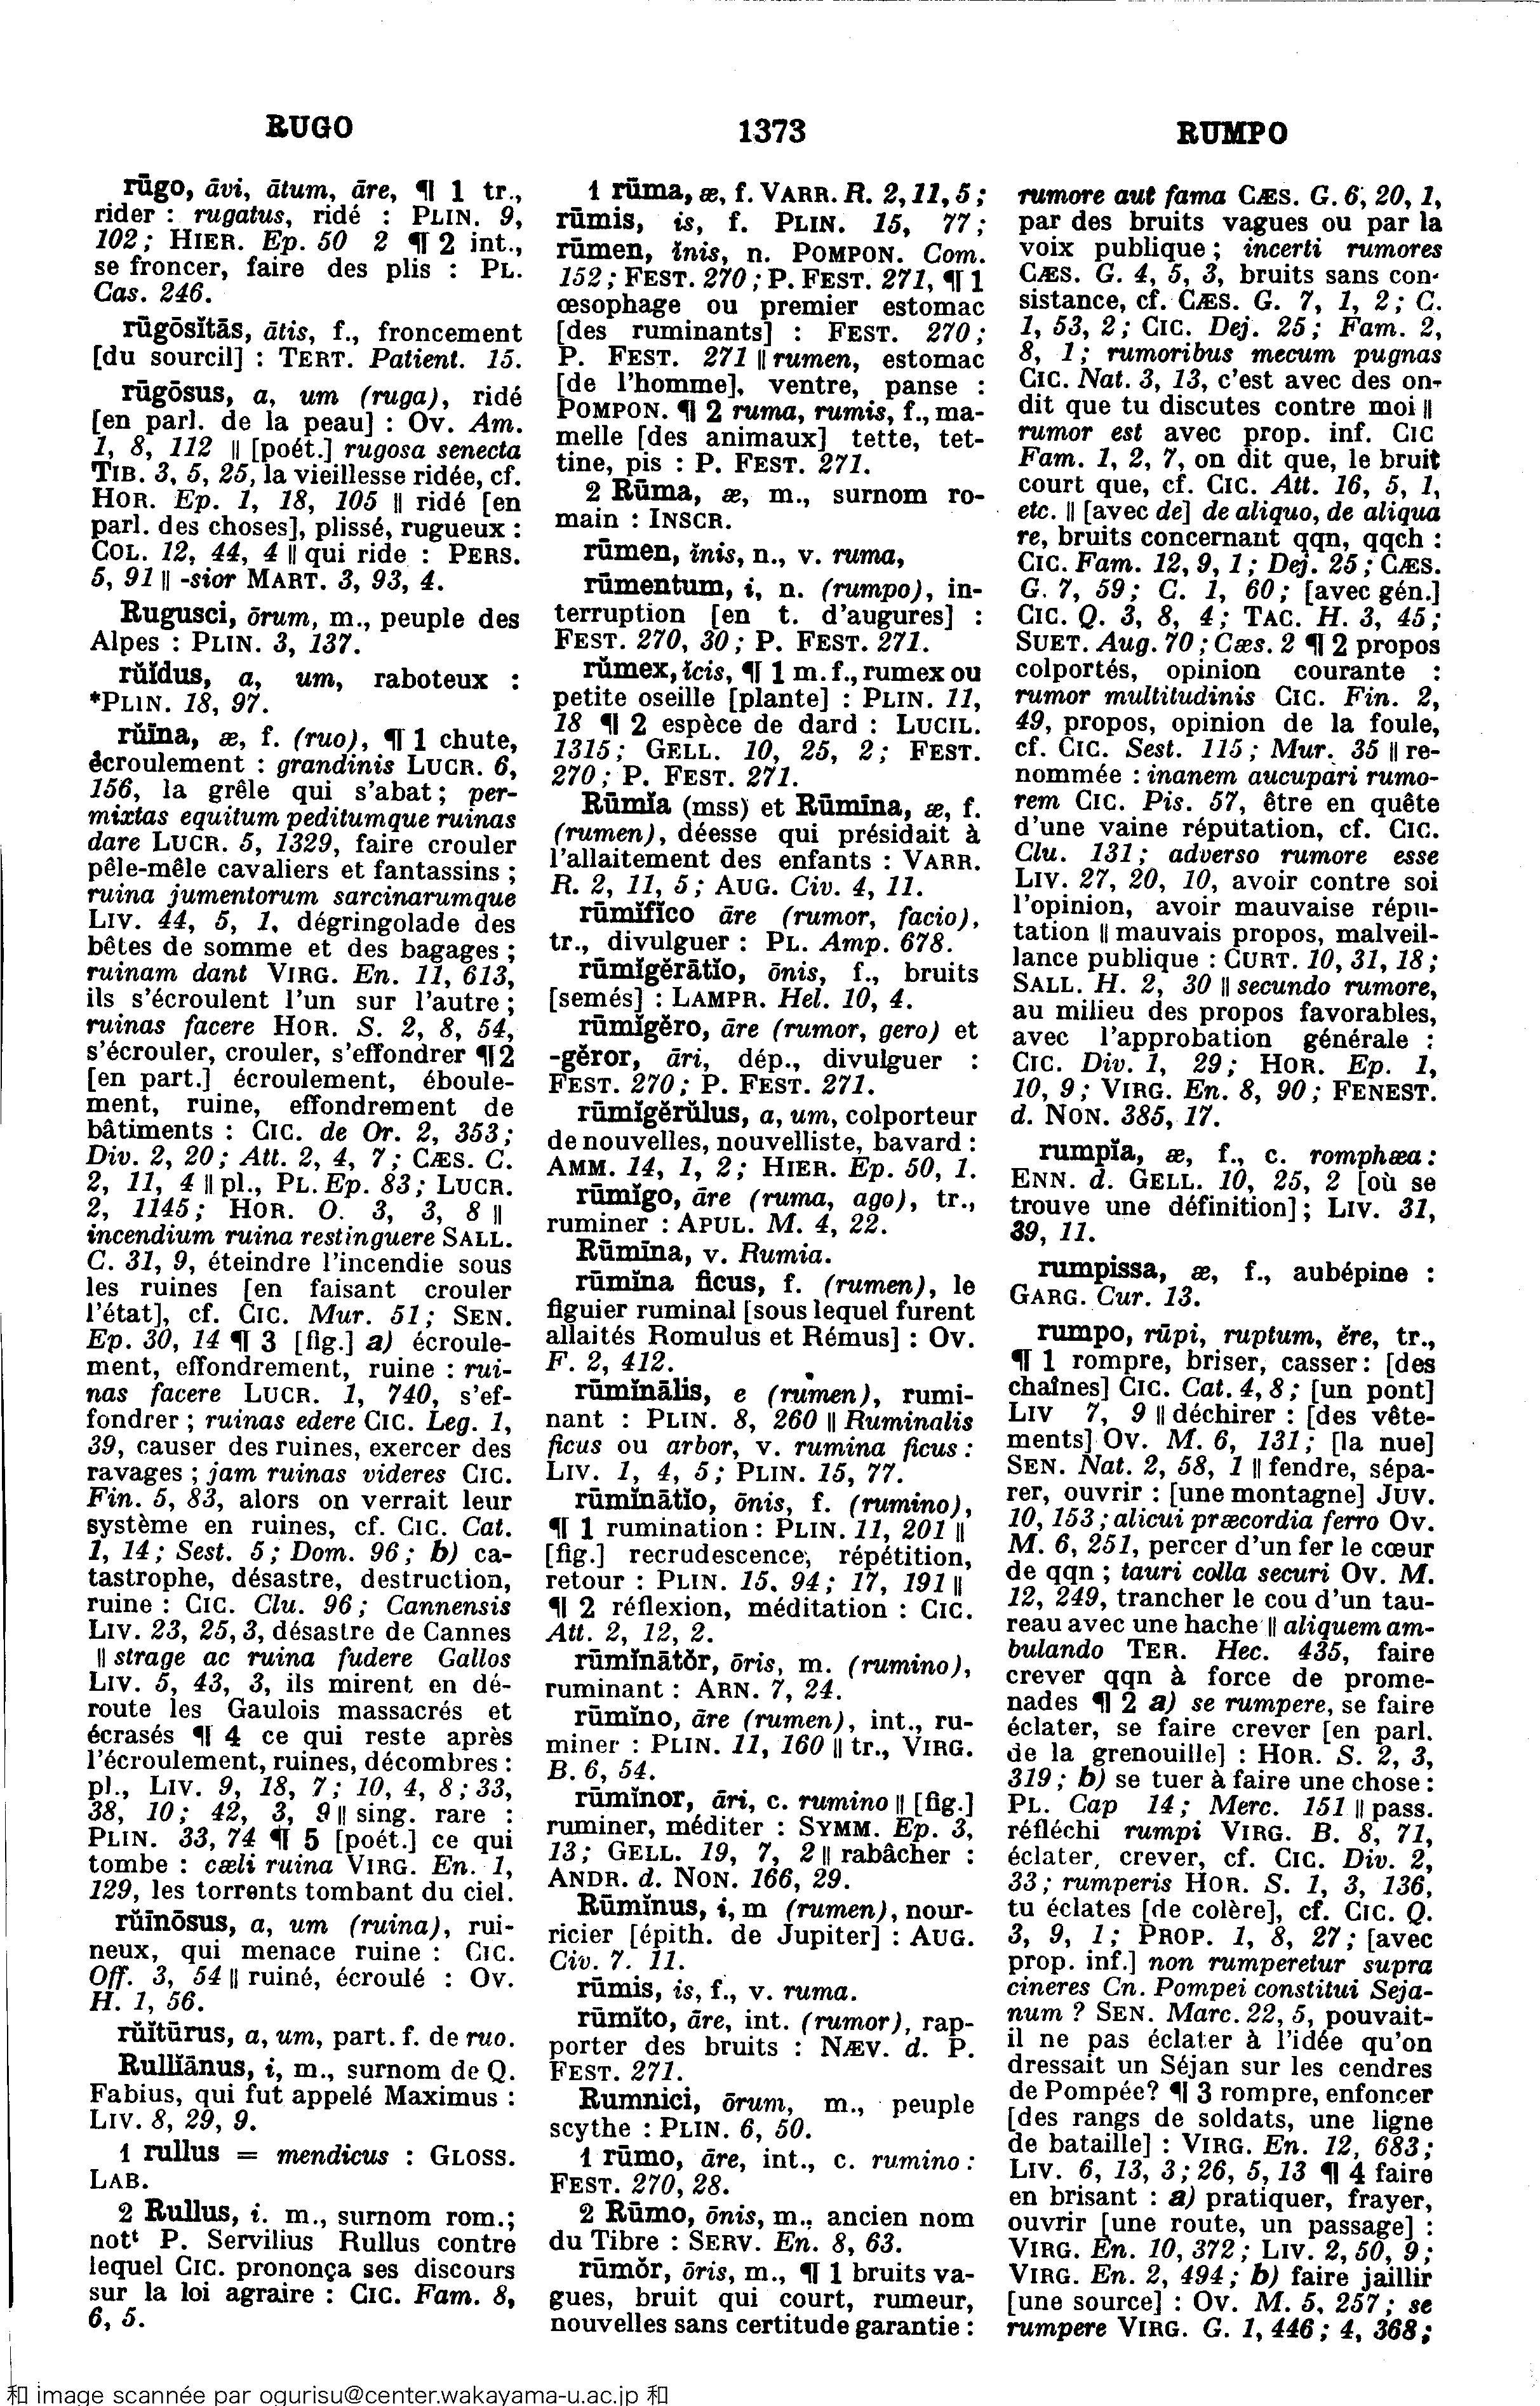 RUGO
1373
RUMPO
rūgo, āvi, ātum, āre, ¶ 1 tr.,
rider : rugatus, ridé : PLIN. 9,
102 ; HIER. Ep. 50 2 ¶ 2 int.,
se froncer, faire des plis : PL.
Cas. 246.
rūgōsĭtās, ātis, f., froncement
[du sourcil] : TERT. Patient. 15.
rūgōsus, a, um (ruga), ridé
[en parl. de la peau] : Ov. Am.
1, 8, 112 || [poét.] rugosa senecta
TIB. 3, 5, 25, la vieillesse ridée, cf.
HOR. Ep. 1, 18, 105 || ridé [en
parl. des choses], plissé, rugueux :
COL. 12, 44, 4 || qui ride : PERS.
5, 91 || -sior MART. 3, 93, 4.
Rugusci, ōrum, m., peuple des
Alpes : PLIN. 3, 137.
rŭĭdus, a, um, raboteux :
*PLIN. 18, 97.
rŭīna, æ, f. (ruo), ¶ 1 chute,
écroulement : grandinis LUCR. 6,
156, la grêle qui s'abat ; per-
mixtas equitum peditumque ruinas
dare LUCR. 5, 1329, faire crouler
pêle-mêle cavaliers et fantassins ;
ruina jumentorum sarcinarumque
LIV. 44, 5, 1, dégringolade des
bêtes de somme et des bagages ;
ruinam dant VIRG. En. 11, 613,
ils s'écroulent l'un sur l'autre ;
ruinas facere HOR. S. 2, 8, 54,
s'écrouler, crouler, s'effondrer ¶ 2
[en part.] écroulement, éboule-
ment, ruine, effondrement de
bâtiments : CIC. de Or. 2, 353 ;
Div. 2, 20 ; Att. 2, 4, 7 ; CÆS. C.
2, 11, 4 || pl., PL. Ep. 83 ; LUCR.
2, 1145 ; HOR. O. 3, 3, 8 ||
incendium ruina restinguere SALL.
C. 31, 9, éteindre l'incendie sous
les ruines [en faisant crouler
l'état], cf. CIC. Mur. 51 ; SEN.
Ep. 30, 14 ¶ 3 [fig.] a) écroule-
ment, effondrement, ruine : rui-
nas facere LUCR. 1, 740, s'ef-
fondrer ; ruinas edere CIC. Leg. 1,
39, causer des ruines, exercer des
ravages ; jam ruinas videres CIC.
Fin. 5, 83, alors on verrait leur
système en ruines, cf. CIC. Cat.
1, 14 ; Sest. 5 ; Dom. 96 ; b) ca-
tastrophe, désastre, destruction,
ruine : CIC. Clu. 96 ; Cannensis
LIV. 23, 25, 3, désastre de Cannes
|| strage ac ruina fudere Gallos
LIV. 5, 43, 3, ils mirent en dé-
route les Gaulois massacrés et
écrasés ¶ 4 ce qui reste après
l'écroulement, ruines, décombres :
pl., LIV. 9, 18, 7 ; 10, 4, 8 ; 33,
38, 10 ; 42, 3, 9 || sing. rare :
PLIN. 33, 74 ¶ 5 [poét.] ce qui
tombe : cæli ruina VIRG. En. 1,
129, les torrents tombant du ciel.
rŭīnōsus, a, um (ruina), rui-
neux, qui menace ruine : CIC.
Off. 3, 54 || ruiné, écroulé : Ov.
H. 1, 56.
rŭĭtūrus, a, um, part. f. de ruo.
Rullĭānus, i, m., surnom de Q.
Fabius, qui fut appelé Maximus :
LIV. 8, 29, 9.
1 rullus = mendicus : GLOSS.
LAB.
2 Rullus, i. m., surnom rom.;
nott P. Servilius Rullus contre
lequel CIC. prononça ses discours
sur la loi agraire : CIC. Fam. 8,
6, 5.
1 rūma, æ, f. VARR. R. 2, 11, 5 ;
rūmis, is, f. PLIN. 15, 77 ;
rūmen, ĭnis, n. POMPON. Com.
152 ; FEST. 270 ; P. FEST. 271, ¶ 1
œsophage ou premier estomac
[des ruminants] : FEST. 270 ;
P. FEST. 271 || rumen, estomac
[de l'homme], ventre, panse :
POMPON. ¶ 2 ruma, rumis, f., ma-
melle [des animaux] tette, tet-
tine, pis : P. FEST. 271.
2 Rūma, æ, m., surnom ro-
main : INSCR.
rūmen, ĭnis, n., v. ruma,
rūmentum, i, n. (rumpo), in-
terruption [en t. d'augures] :
FEST. 270, 30 ; P. FEST. 271.
rŭmex, ĭcis, ¶ 1 m. f., rumex ou
petite oseille [plante] : PLIN. 11,
18 ¶ 2 espèce de dard : LUCIL.
1315 ; GELL. 10, 25, 2 ; FEST.
270 ; P. FEST. 271.
Rūmĭa (mss) et Rūmīna, æ, f.
(rumen), déesse qui présidait à
l'allaitement des enfants : VARR.
R. 2, 11, 5 ; AUG. Civ. 4, 11.
rūmĭfĭco āre (rumor, facio),
tr., divulguer : PL. Amp. 678.
rūmĭgĕrātĭo, ōnis, f., bruits
[semés] : LAMPR. Hel. 10, 4.
rūmĭgĕro, āre (rumor, gero) et
-gĕror, āri, dép., divulguer :
FEST. 270 ; P. FEST. 271.
rūmĭgĕrŭlus, a, um, colporteur
de nouvelles, nouvelliste, bavard :
AMM. 14, 1, 2 ; HIER. Ep. 50, 1.
rūmĭgo, āre (ruma, ago), tr.,
ruminer : APUL. M. 4, 22.
Rūmīna, v. Rumia.
rūmĭna ficus, f. (rumen), le
figuier ruminal [sous lequel furent
allaités Romulus et Rémus] : Ov.
F. 2, 412.
rūmĭnālis, e (rumen), rumi-
nant : PLIN. 8, 260 || Ruminalis
ficus ou arbor, v. rumina ficus :
LIV. 1, 4, 5 ; PLIN. 15, 77.
rūmĭnātĭo, ōnis, f. (rumino),
¶ 1 rumination : PLIN. 11, 201 ||
[fig.] recrudescence, répétition,
retour : PLIN. 15, 94 ; 17, 191 ||
¶ 2 réflexion, méditation : CIC.
Att. 2, 12, 2.
rūmĭnātŏr, ōris, m. (rumino),
ruminant : ARN. 7, 24.
rūmĭno, āre (rumen), int., ru-
miner : PLIN. 11, 160 || tr., VIRG.
B. 6, 54.
rūmĭnor, āri, c. rumino || [fig.]
ruminer, méditer : SYMM. Ep. 3,
13 ; GELL. 19, 7, 2 || rabâcher :
ANDR. d. NON. 166, 29.
Rūmĭnus, i, m (rumen), nour-
ricier [épith. de Jupiter] : AUG.
Civ. 7. 11.
rūmis, is, f., v. ruma.
rūmĭto, āre, int. (rumor), rap-
porter des bruits : NÆV. d. P.
FEST. 271.
Rumnici, ōrum, m., peuple
scythe : PLIN. 6, 50.
1 rūmo, āre, int., c. rumino :
FEST. 270, 28.
2 Rūmo, ōnis, m., ancien nom
du Tibre : SERV. En. 8, 63.
rūmŏr, ōris, m., ¶ 1 bruits va-
gues, bruit qui court, rumeur,
nouvelles sans certitude garantie :
rumore aut fama CÆS. G. 6, 20, 1,
par des bruits vagues ou par la
voix publique ; incerti rumores
CÆS. G. 4, 5, 3, bruits sans con-
sistance, cf. CÆS. G. 7, 1, 2 ; C.
1, 53, 2 ; CIC. Dej. 25 ; Fam. 2,
8, 1 ; rumoribus mecum pugnas
CIC. Nat. 3, 13, c'est avec des on-
dit que tu discutes contre moi ||
rumor est avec prop. inf. CIC
Fam. 1, 2, 7, on dit que, le bruit
court que, cf. CIC. Att. 16, 5, 1,
etc. || [avec de] de aliquo, de aliqua
re, bruits concernant qqn, qqch :
CIC. Fam. 12, 9, 1 ; Dej. 25 ; CÆS.
G. 7, 59 ; C. 1, 60 ; [avec gén.]
CIC. Q. 3, 8, 4 ; TAC. H. 3, 45 ;
SUET. Aug. 70 ; Cæs. 2 ¶ 2 propos
colportés, opinion courante :
rumor multitudinis CIC. Fin. 2,
49, propos, opinion de la foule,
cf. CIC. Sest. 115 ; Mur. 35 || re-
nommée : inanem aucupari rumo-
rem CIC. Pis. 57, être en quête
d'une vaine réputation, cf. CIC.
Clu. 131 ; adverso rumore esse
LIV. 27, 20, 10, avoir contre soi
l'opinion, avoir mauvaise répu-
tation || mauvais propos, malveil-
lance publique : CURT. 10, 31, 18 ;
SALL. H. 2, 30 || secundo rumore,
au milieu des propos favorables,
avec l'approbation générale :
CIC. Div. 1, 29 ; HOR. Ep. 1,
10, 9 ; VIRG. En. 8, 90 ; FENEST.
d. NON. 385, 17.
rumpĭa, æ, f., c. romphæa :
ENN. d. GELL. 10, 25, 2 [où se
trouve une définition] ; LIV. 31,
39, 11.
rumpissa, æ, f., aubépine :
GARG. Cur. 13.
rumpo, rūpi, ruptum, ĕre, tr.,
¶ 1 rompre, briser, casser : [des
chaînes] CIC. Cat. 4, 8 ; [un pont]
LIV 7, 9 || déchirer : [des vête-
ments] Ov. M. 6, 131 ; [la nue]
SEN. Nat. 2, 58, 1 || fendre, sépa-
rer, ouvrir : [une montagne] JUV.
10, 153 ; alicui præcordia ferro Ov.
M. 6, 251, percer d'un fer le cœur
de qqn ; tauri colla securi Ov. M.
12, 249, trancher le cou d'un tau-
reau avec une hache || aliquem am-
bulando TER. Hec. 435, faire
crever qqn à force de prome-
nades ¶ 2 a) se rumpere, se faire
éclater, se faire crever [en parl.
de la grenouille] : HOR. S. 2, 3,
319 ; b) se tuer à faire une chose :
PL. Cap 14 ; Merc. 151 || pass.
réfléchi rumpi VIRG. B. 8, 71,
éclater, crever, cf. CIC. Div. 2,
33 ; rumperis HOR. S. 1, 3, 136,
tu éclates [de colère], cf. CIC. Q.
3, 9, 1 ; PROP. 1, 8, 27 ; [avec
prop. inf.] non rumperetur supra
cineres Cn. Pompei constitui Seja-
num ? SEN. Marc. 22, 5, pouvait-
il ne pas éclater à l'idée qu'on
dressait un Séjan sur les cendres
de Pompée? ¶ 3 rompre, enfoncer
[des rangs de soldats, une ligne
de bataille] : VIRG. En. 12, 683 ;
LIV. 6, 13, 3 ; 26, 5, 13 ¶ 4 faire
en brisant : a) pratiquer, frayer,
ouvrir [une route, un passage] :
VIRG. En. 10, 372 ; LIV. 2, 50, 9 ;
VIRG. En. 2, 494 ; b) faire jaillir
[une source] : Ov. M. 5, 257 ; se
rumpere VIRG. G. 1, 446 ; 4, 368 ;
和 image scannée par ogurisu@center.wakayama-u.ac.jp 和